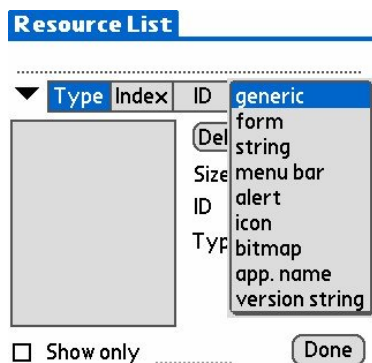 Resource List
Type Index ID generic
form
Del string
Size menu bar
ID alert
icon
Typ bitmap
app. name
version string
Show only Done